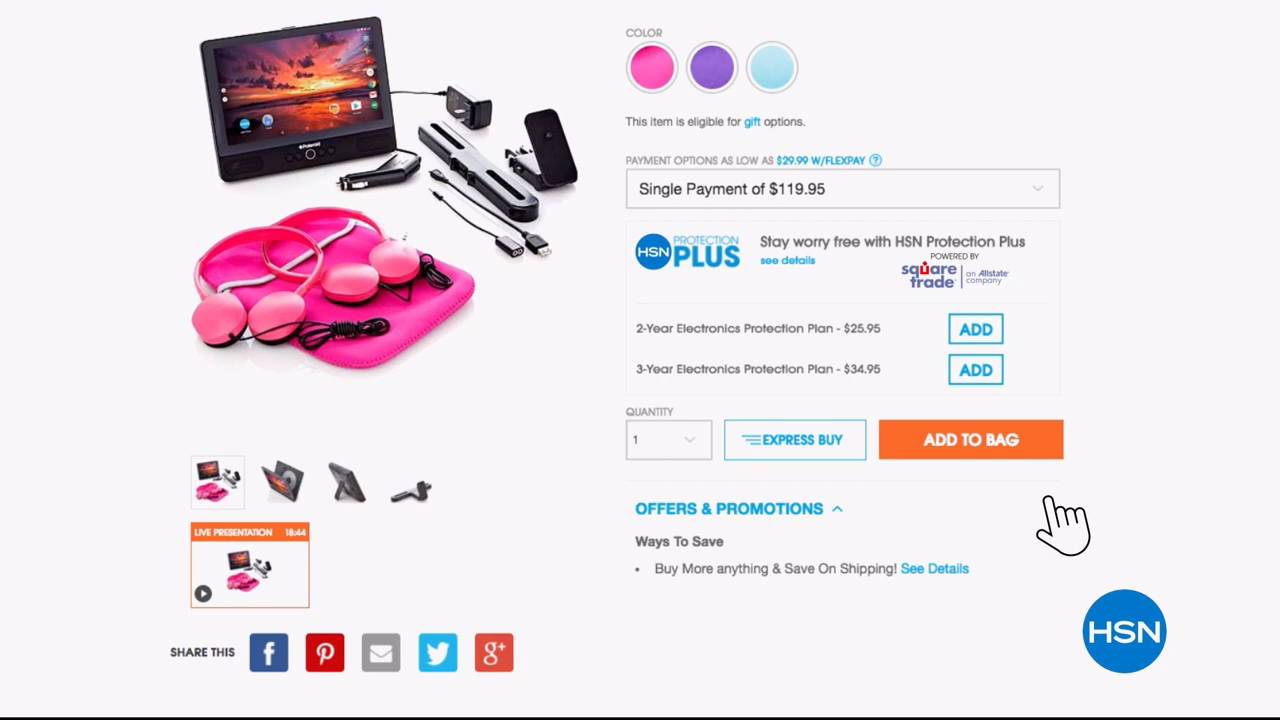 Polaroid
COLOR
This item is eligible for gift options.
PAYMENT OPTIONS AS LOW AS $29.99 W/FLEXPAY ?
Single Payment of $119.95
HSN PROTECTION PLUS
Stay worry free with HSN Protection Plus
see details
POWERED BY
square trade | an Allstate company
2-Year Electronics Protection Plan - $25.95 ADD
3-Year Electronics Protection Plan - $34.95 ADD
QUANTITY
1
EXPRESS BUY
ADD TO BAG
OFFERS & PROMOTIONS
Ways To Save
• Buy More anything & Save On Shipping! See Details
LIVE PRESENTATION 18:44
SHARE THIS
f
g+
HSN